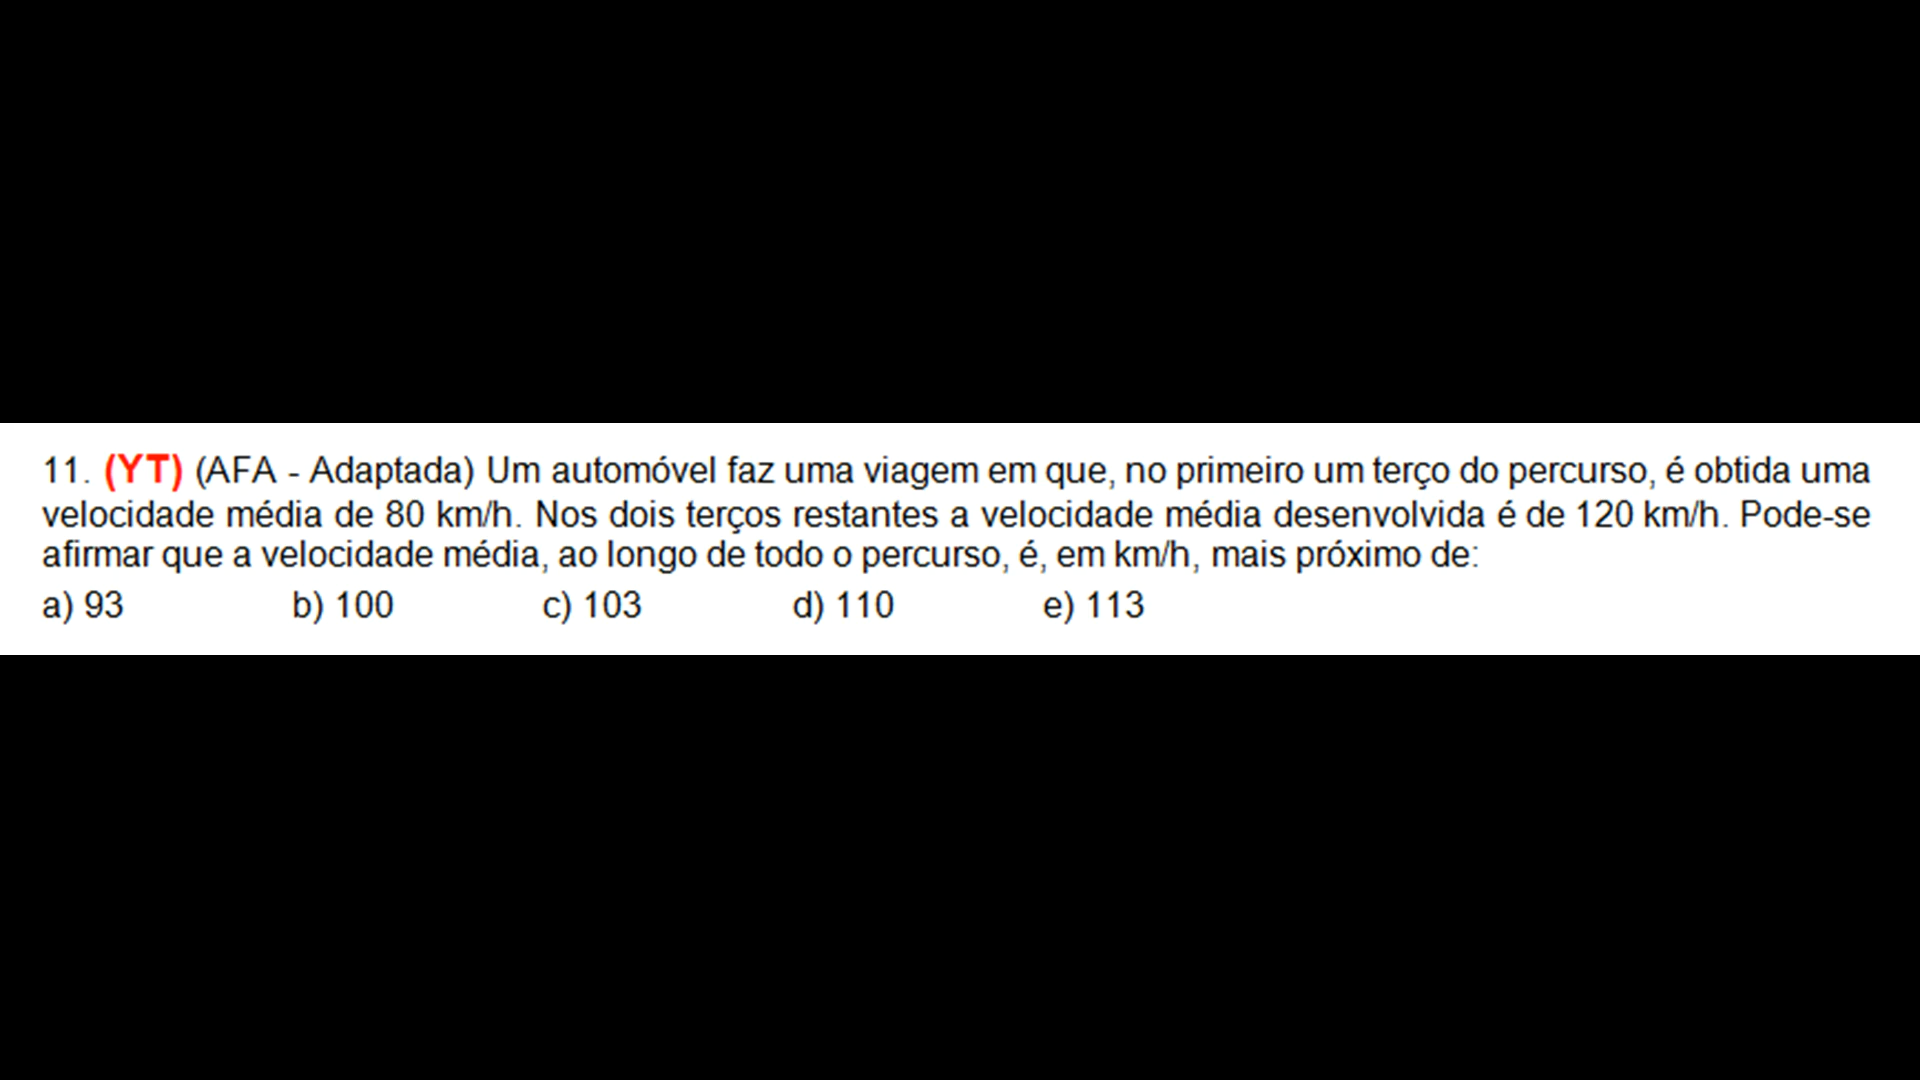 11. (YT) (AFA - Adaptada) Um automóvel faz uma viagem em que, no primeiro um terço do percurso, é obtida uma
velocidade média de 80 km/h. Nos dois terços restantes a velocidade média desenvolvida é de 120 km/h. Pode-se
afirmar que a velocidade média, ao longo de todo o percurso, é, em km/h, mais próximo de:
a) 93 b) 100 c) 103 d) 110 e) 113